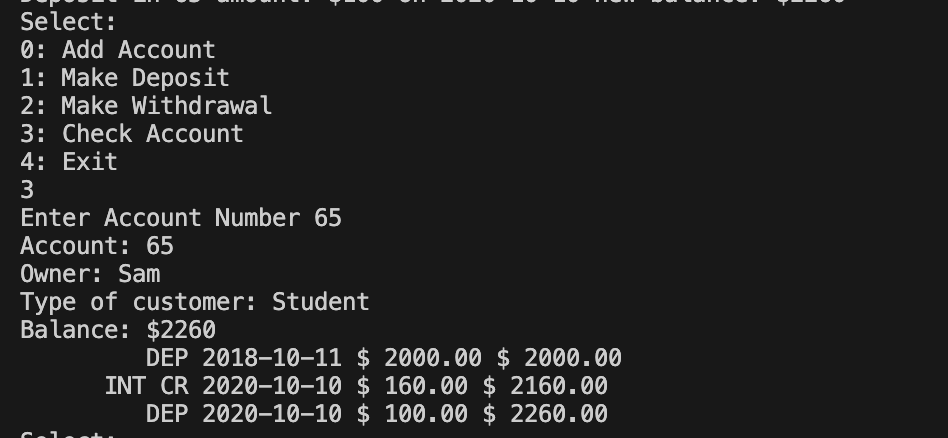 Select:
0: Add Account
1: Make Deposit
2: Make Withdrawal
3: Check Account
4: Exit
3
Enter Account Number 65
Account: 65
Owner: Sam
Type of customer: Student
Balance: $2260
DEP 2018-10-11 $ 2000.00 $ 2000.00
INT CR 2020-10-10 $ 160.00 $ 2160.00
DEP 2020-10-10 $ 100.00 $ 2260.00